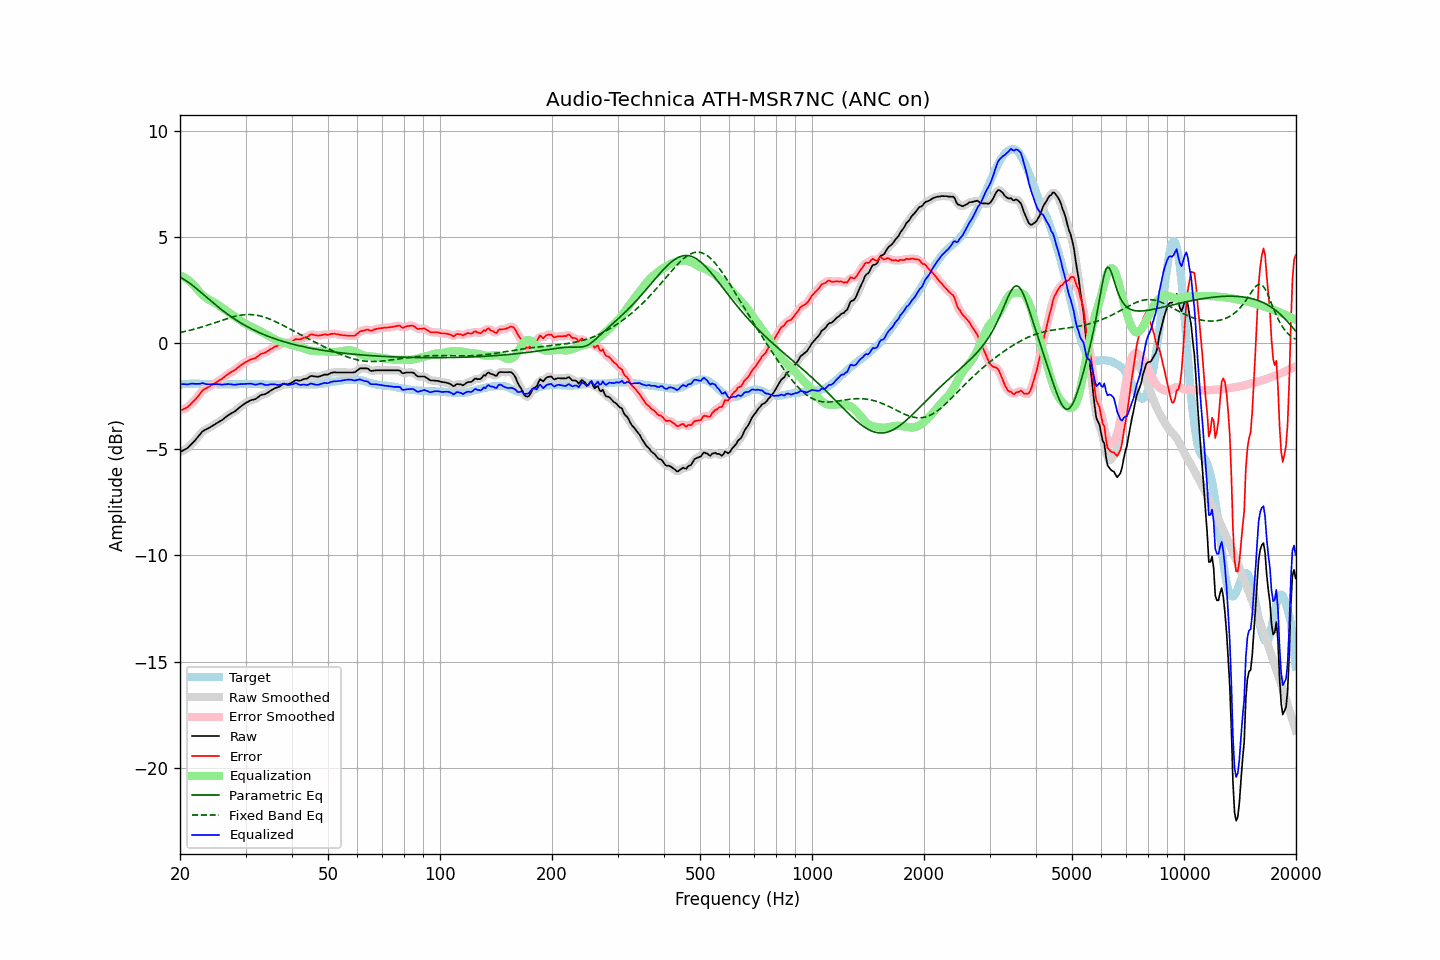 Audio-Technica ATH-MSR7NC (ANC on)
Amplitude (dBr)
10
5
0
−5
−10
−15
−20
Target
Raw Smoothed
Error Smoothed
Raw
Error
Equalization
Parametric Eq
Fixed Band Eq
Equalized
20 50 100 200 500 1000 2000 5000 10000 20000
Frequency (Hz)